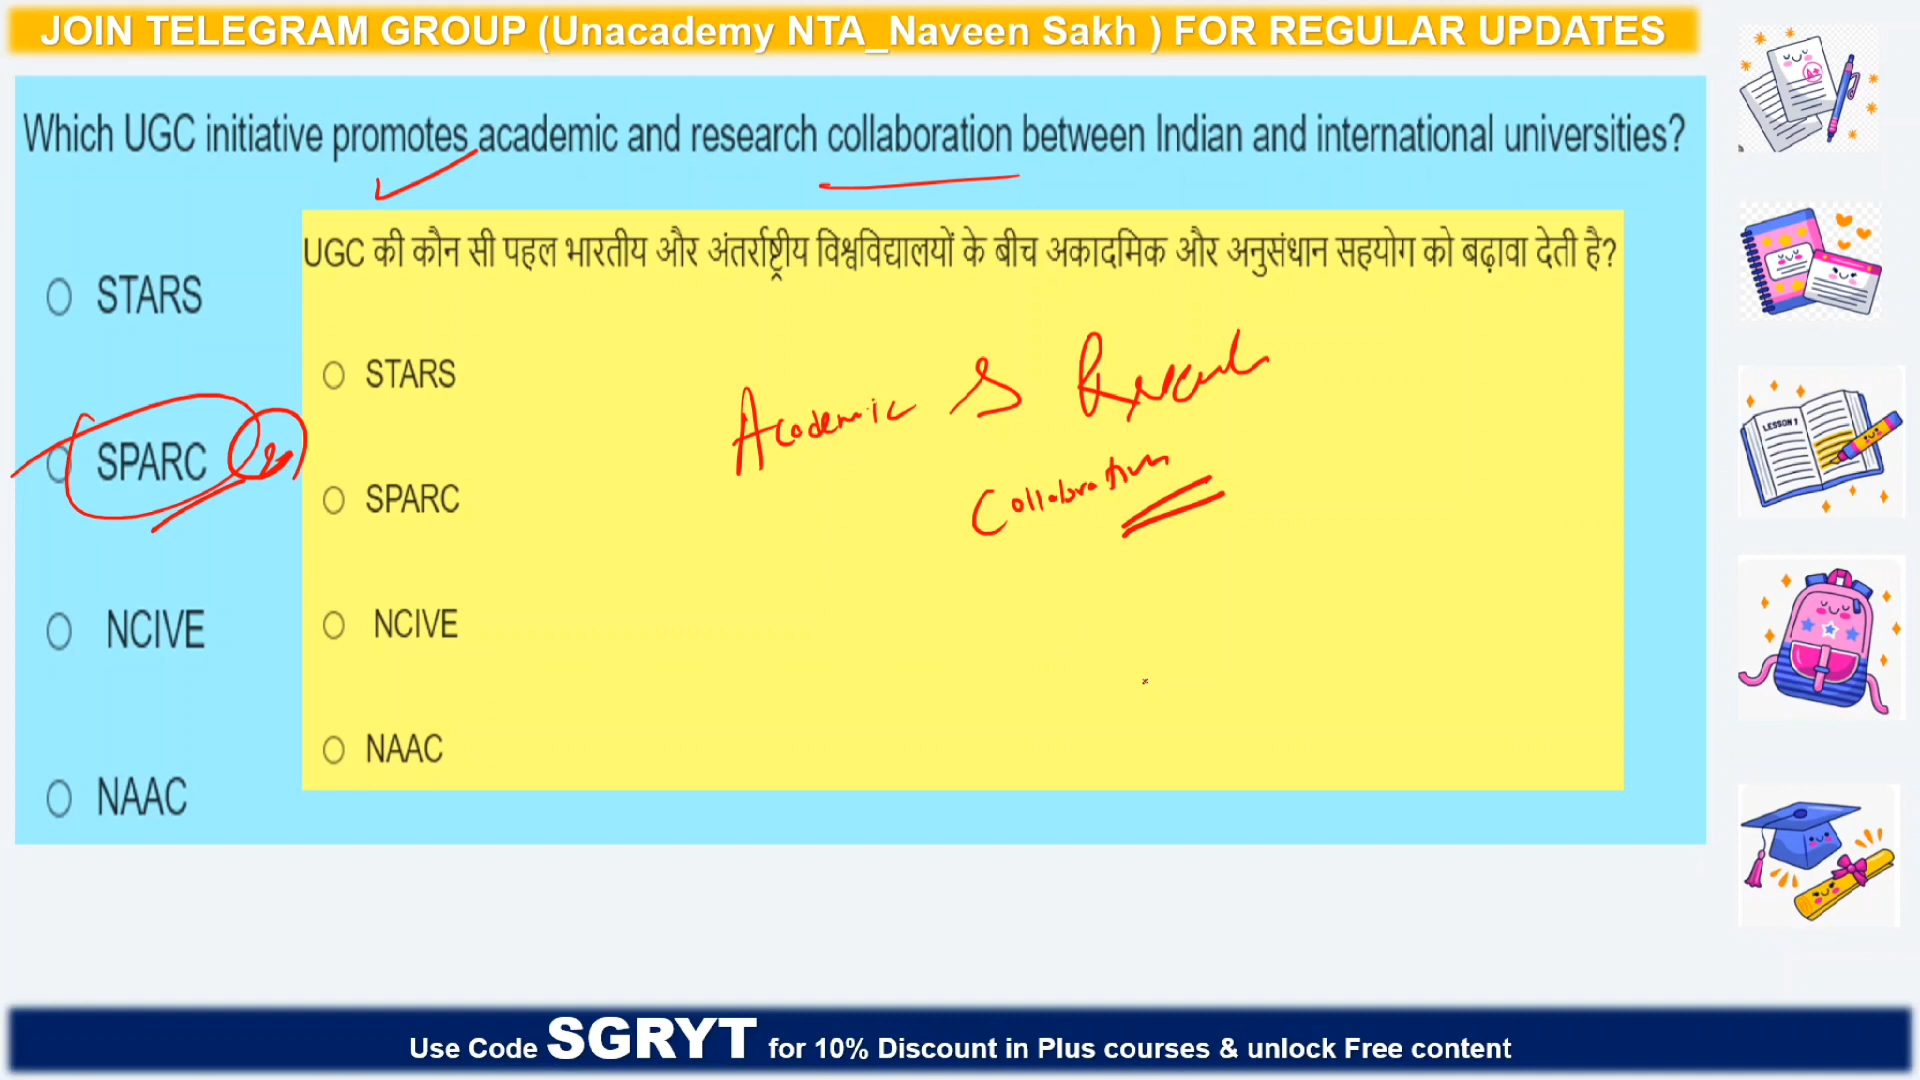 JOIN TELEGRAM GROUP (Unacademy NTA_Naveen Sakh ) FOR REGULAR UPDATES
Which UGC initiative promotes academic and research collaboration between Indian and international universities?
STARS
SPARC
NCIVE
NAAC
UGC की कौन सी पहल भारतीय और अंतर्राष्ट्रीय विश्वविद्यालयों के बीच अकादमिक और अनुसंधान सहयोग को बढ़ावा देती है?
STARS
SPARC
NCIVE
NAAC
Academic
LESSON 1
A+
Use Code SGRYT for 10% Discount in Plus courses & unlock Free content